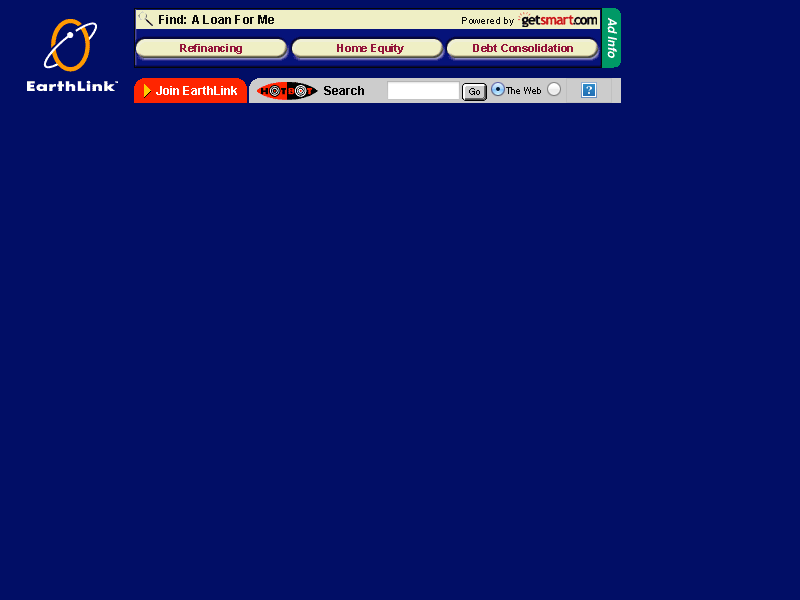 Find: A Loan For Me
Powered by getsmart.com
Ad Info
Refinancing
Home Equity
Debt Consolidation
EarthLink™
Join EarthLink
HOTBOT
Search
Go
The Web
?